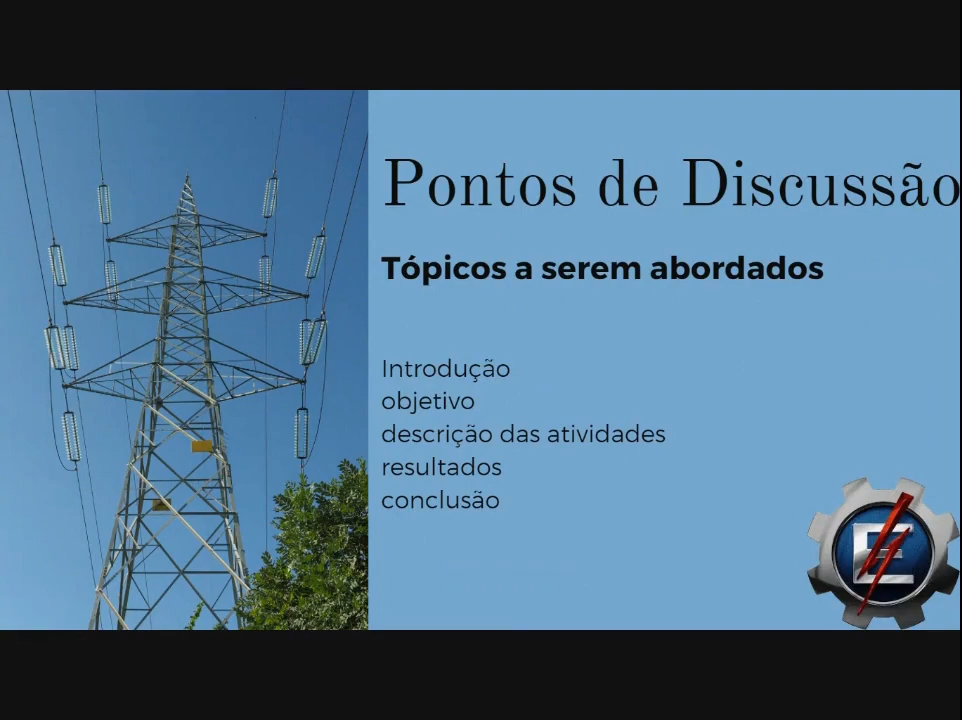 Pontos de Discussão
Tópicos a serem abordados
Introdução
objetivo
descrição das atividades
resultados
conclusão
E